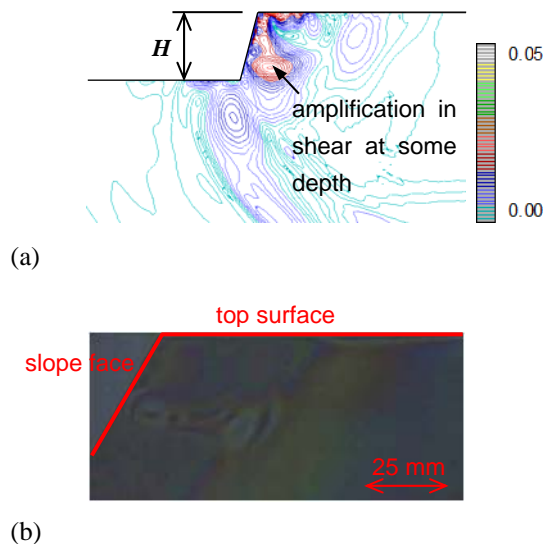 H
0.05
amplification in
shear at some
depth
0.00
(a)
top surface
slope face
25 mm
(b)